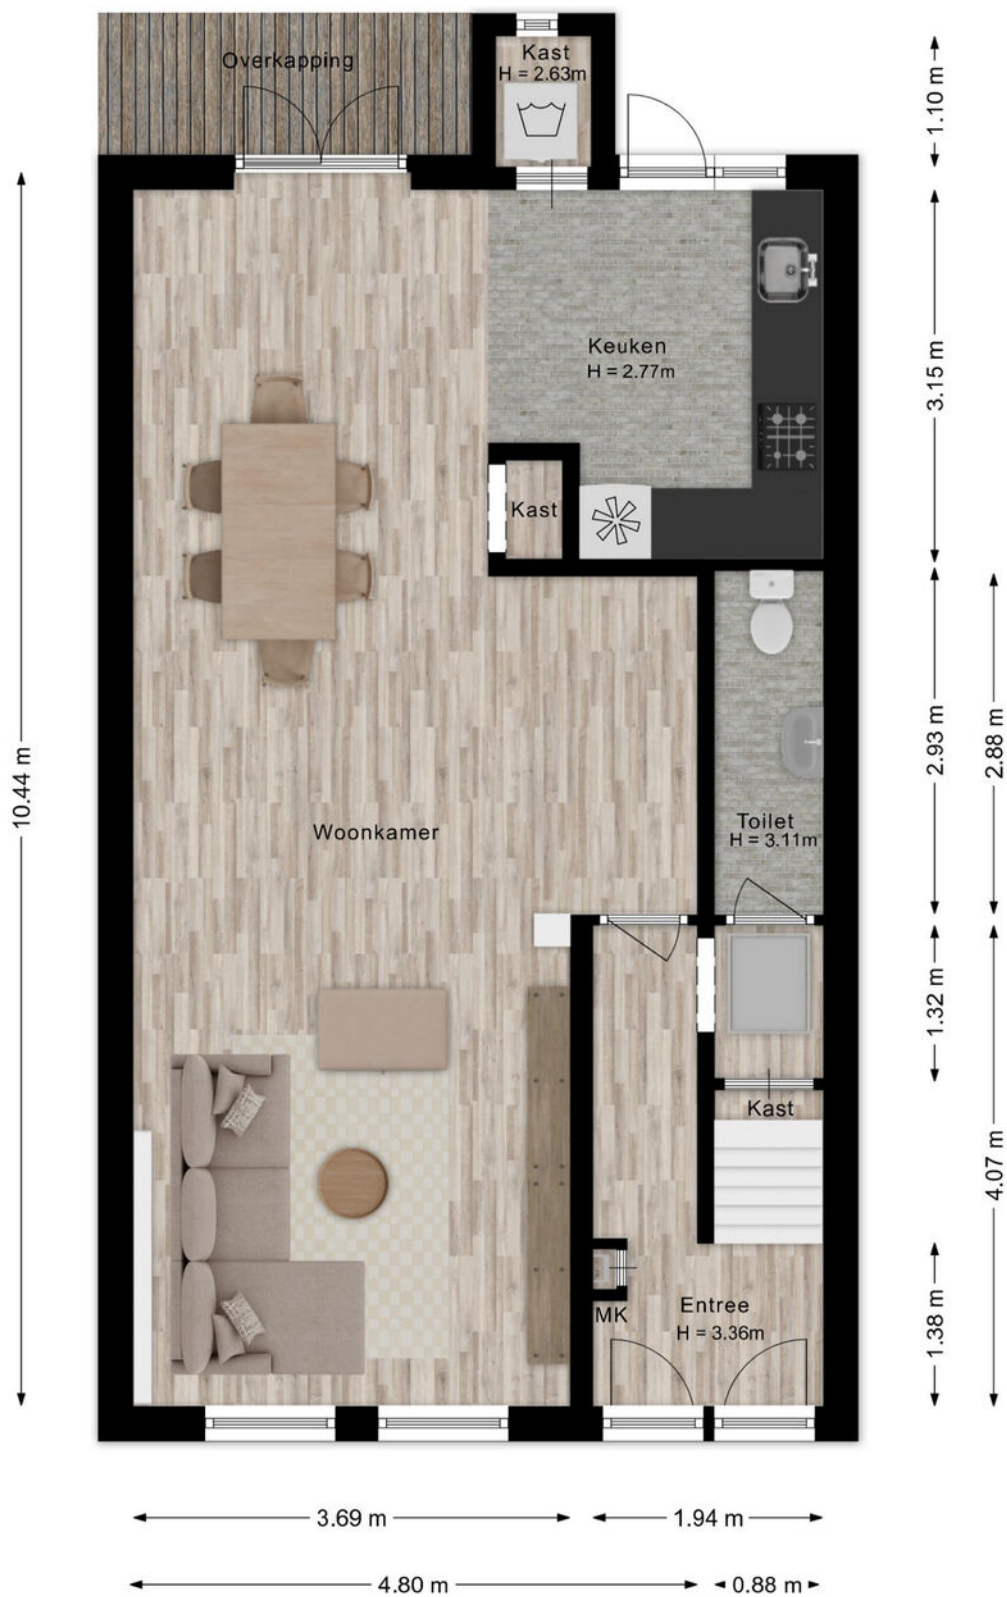 Overkapping
Kast
H = 2.63m
1.10 m
Keuken
H = 2.77m
3.15 m
Kast
10.44 m
2.93 m
2.88 m
Woonkamer
Toilet
H = 3.11m
1.32 m
Kast
4.07 m
MK
Entree
H = 3.36m
1.38 m
3.69 m
1.94 m
4.80 m
0.88 m